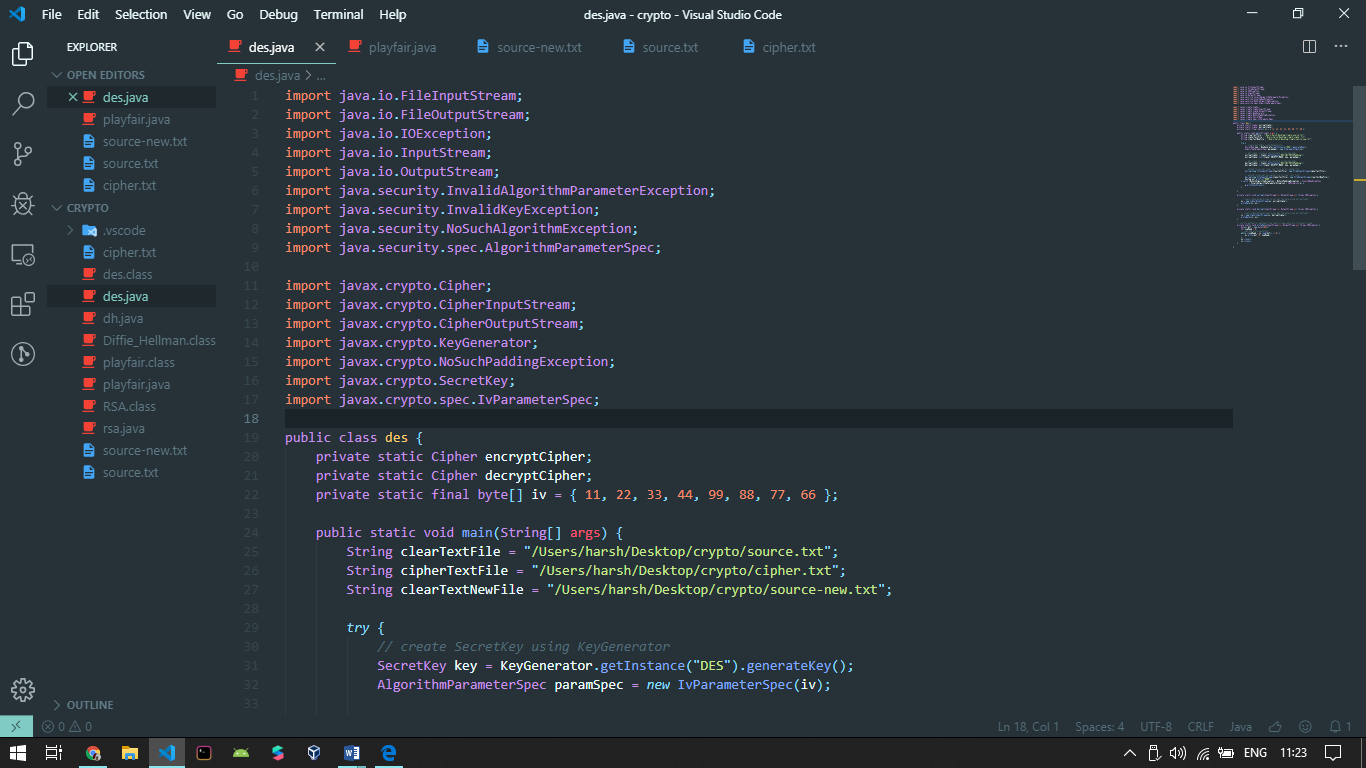 File Edit Selection View Go Debug Terminal Help
des.java - crypto - Visual Studio Code
EXPLORER
OPEN EDITORS
des.java
playfair.java
source-new.txt
source.txt
cipher.txt
CRYPTO
.vscode
cipher.txt
des.class
des.java
dh.java
Diffie_Hellman.class
playfair.class
playfair.java
RSA.class
rsa.java
source-new.txt
source.txt
OUTLINE
des.java playfair.java source-new.txt source.txt cipher.txt
des.java > ...
1 import java.io.FileInputStream;
2 import java.io.FileOutputStream;
3 import java.io.IOException;
4 import java.io.InputStream;
5 import java.io.OutputStream;
6 import java.security.InvalidAlgorithmParameterException;
7 import java.security.InvalidKeyException;
8 import java.security.NoSuchAlgorithmException;
9 import java.security.spec.AlgorithmParameterSpec;
10
11 import javax.crypto.Cipher;
12 import javax.crypto.CipherInputStream;
13 import javax.crypto.CipherOutputStream;
14 import javax.crypto.KeyGenerator;
15 import javax.crypto.NoSuchPaddingException;
16 import javax.crypto.SecretKey;
17 import javax.crypto.spec.IvParameterSpec;
18
19 public class des {
20 private static Cipher encryptCipher;
21 private static Cipher decryptCipher;
22 private static final byte[] iv = { 11, 22, 33, 44, 99, 88, 77, 66 };
23
24 public static void main(String[] args) {
25 String clearTextFile = "/Users/harsh/Desktop/crypto/source.txt";
26 String cipherTextFile = "/Users/harsh/Desktop/crypto/cipher.txt";
27 String clearTextNewFile = "/Users/harsh/Desktop/crypto/source-new.txt";
28
29 try {
30 // create SecretKey using KeyGenerator
31 SecretKey key = KeyGenerator.getInstance("DES").generateKey();
32 AlgorithmParameterSpec paramSpec = new IvParameterSpec(iv);
33
0 0 Ln 18, Col 1 Spaces: 4 UTF-8 CRLF Java 1
ENG 11:23